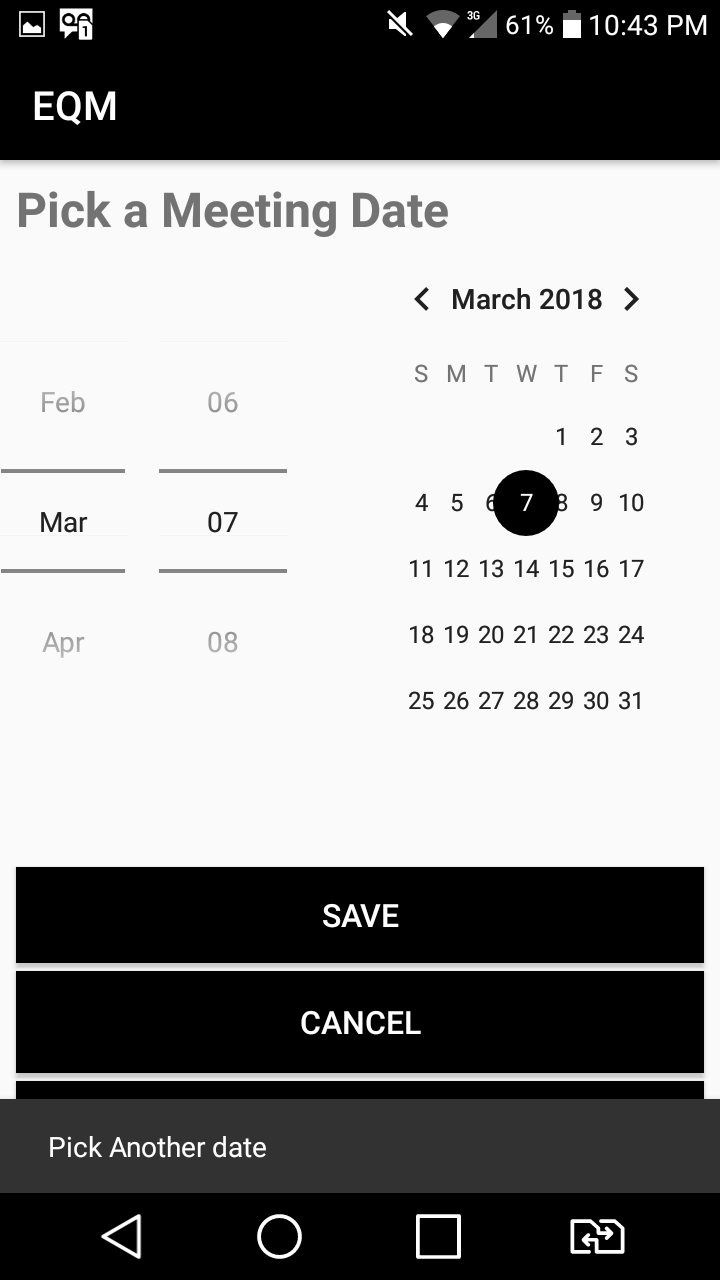 1
3G 61% 10:43 PM
EQM
Pick a Meeting Date
March 2018
S M T W T F S
1 2 3
4 5 6 7 8 9 10
11 12 13 14 15 16 17
18 19 20 21 22 23 24
25 26 27 28 29 30 31
Feb 06
Mar 07
Apr 08
SAVE
CANCEL
Pick Another date